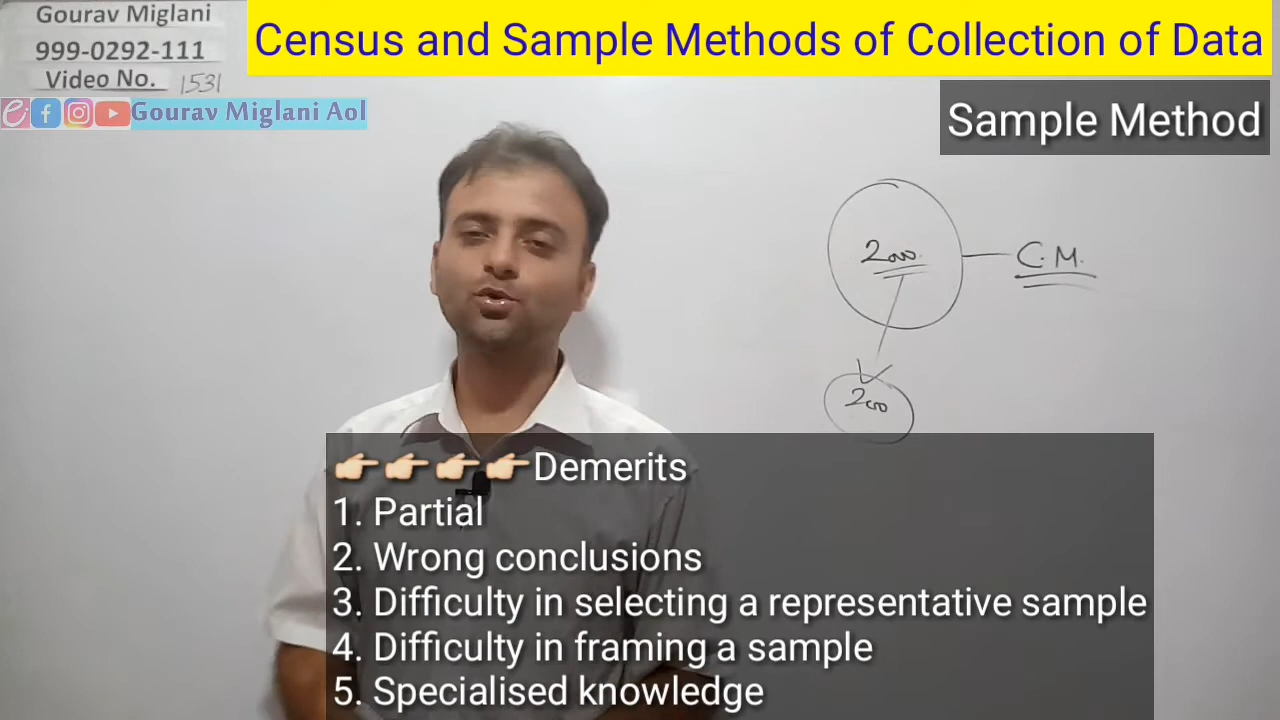 Gourav Miglani
999-0292-111
Video No. 1531
Gourav Miglani Aol
Census and Sample Methods of Collection of Data
Sample Method
2000
C.M.
200
👉👉👉👉Demerits
1. Partial
2. Wrong conclusions
3. Difficulty in selecting a representative sample
4. Difficulty in framing a sample
5. Specialised knowledge